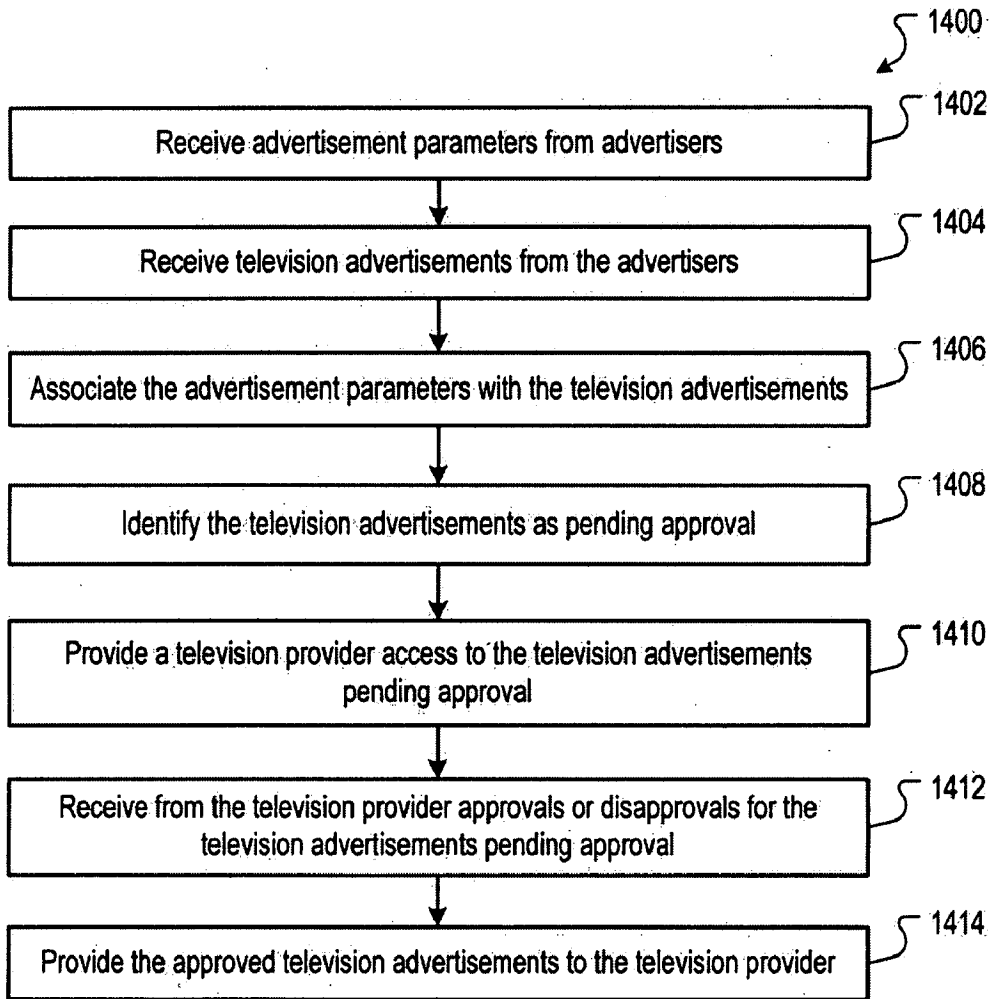 1400
1402
Receive advertisement parameters from advertisers
1404
Receive television advertisements from the advertisers
1406
Associate the advertisement parameters with the television advertisements
1408
Identify the television advertisements as pending approval
1410
Provide a television provider access to the television advertisements
pending approval
1412
Receive from the television provider approvals or disapprovals for the
television advertisements pending approval
1414
Provide the approved television advertisements to the television provider